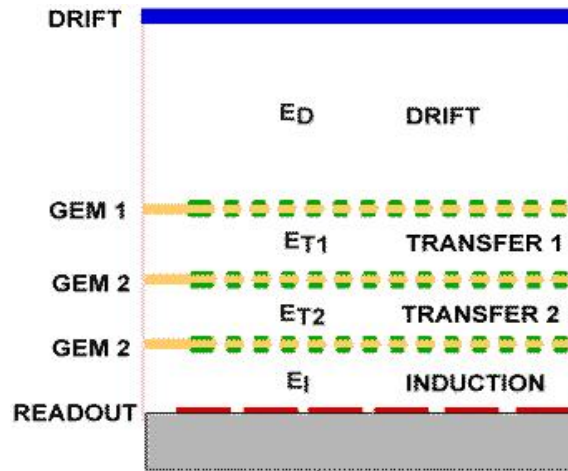 DRIFT
ED DRIFT
GEM 1
ET1 TRANSFER 1
GEM 2
ET2 TRANSFER 2
GEM 2
EI INDUCTION
READOUT